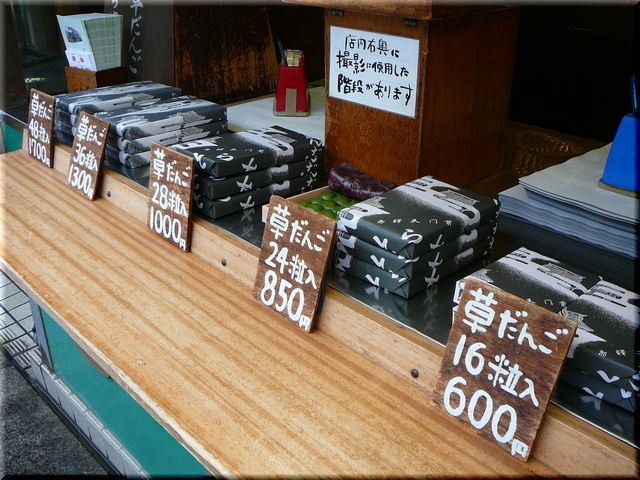 草だんご
48粒入
1700円
草だんご
36粒入
1300円
草だんご
28粒入
1000円
草だんご
24粒入
850円
草だんご
16粒入
600円
店内右奥に
撮影に使用した
階段があります